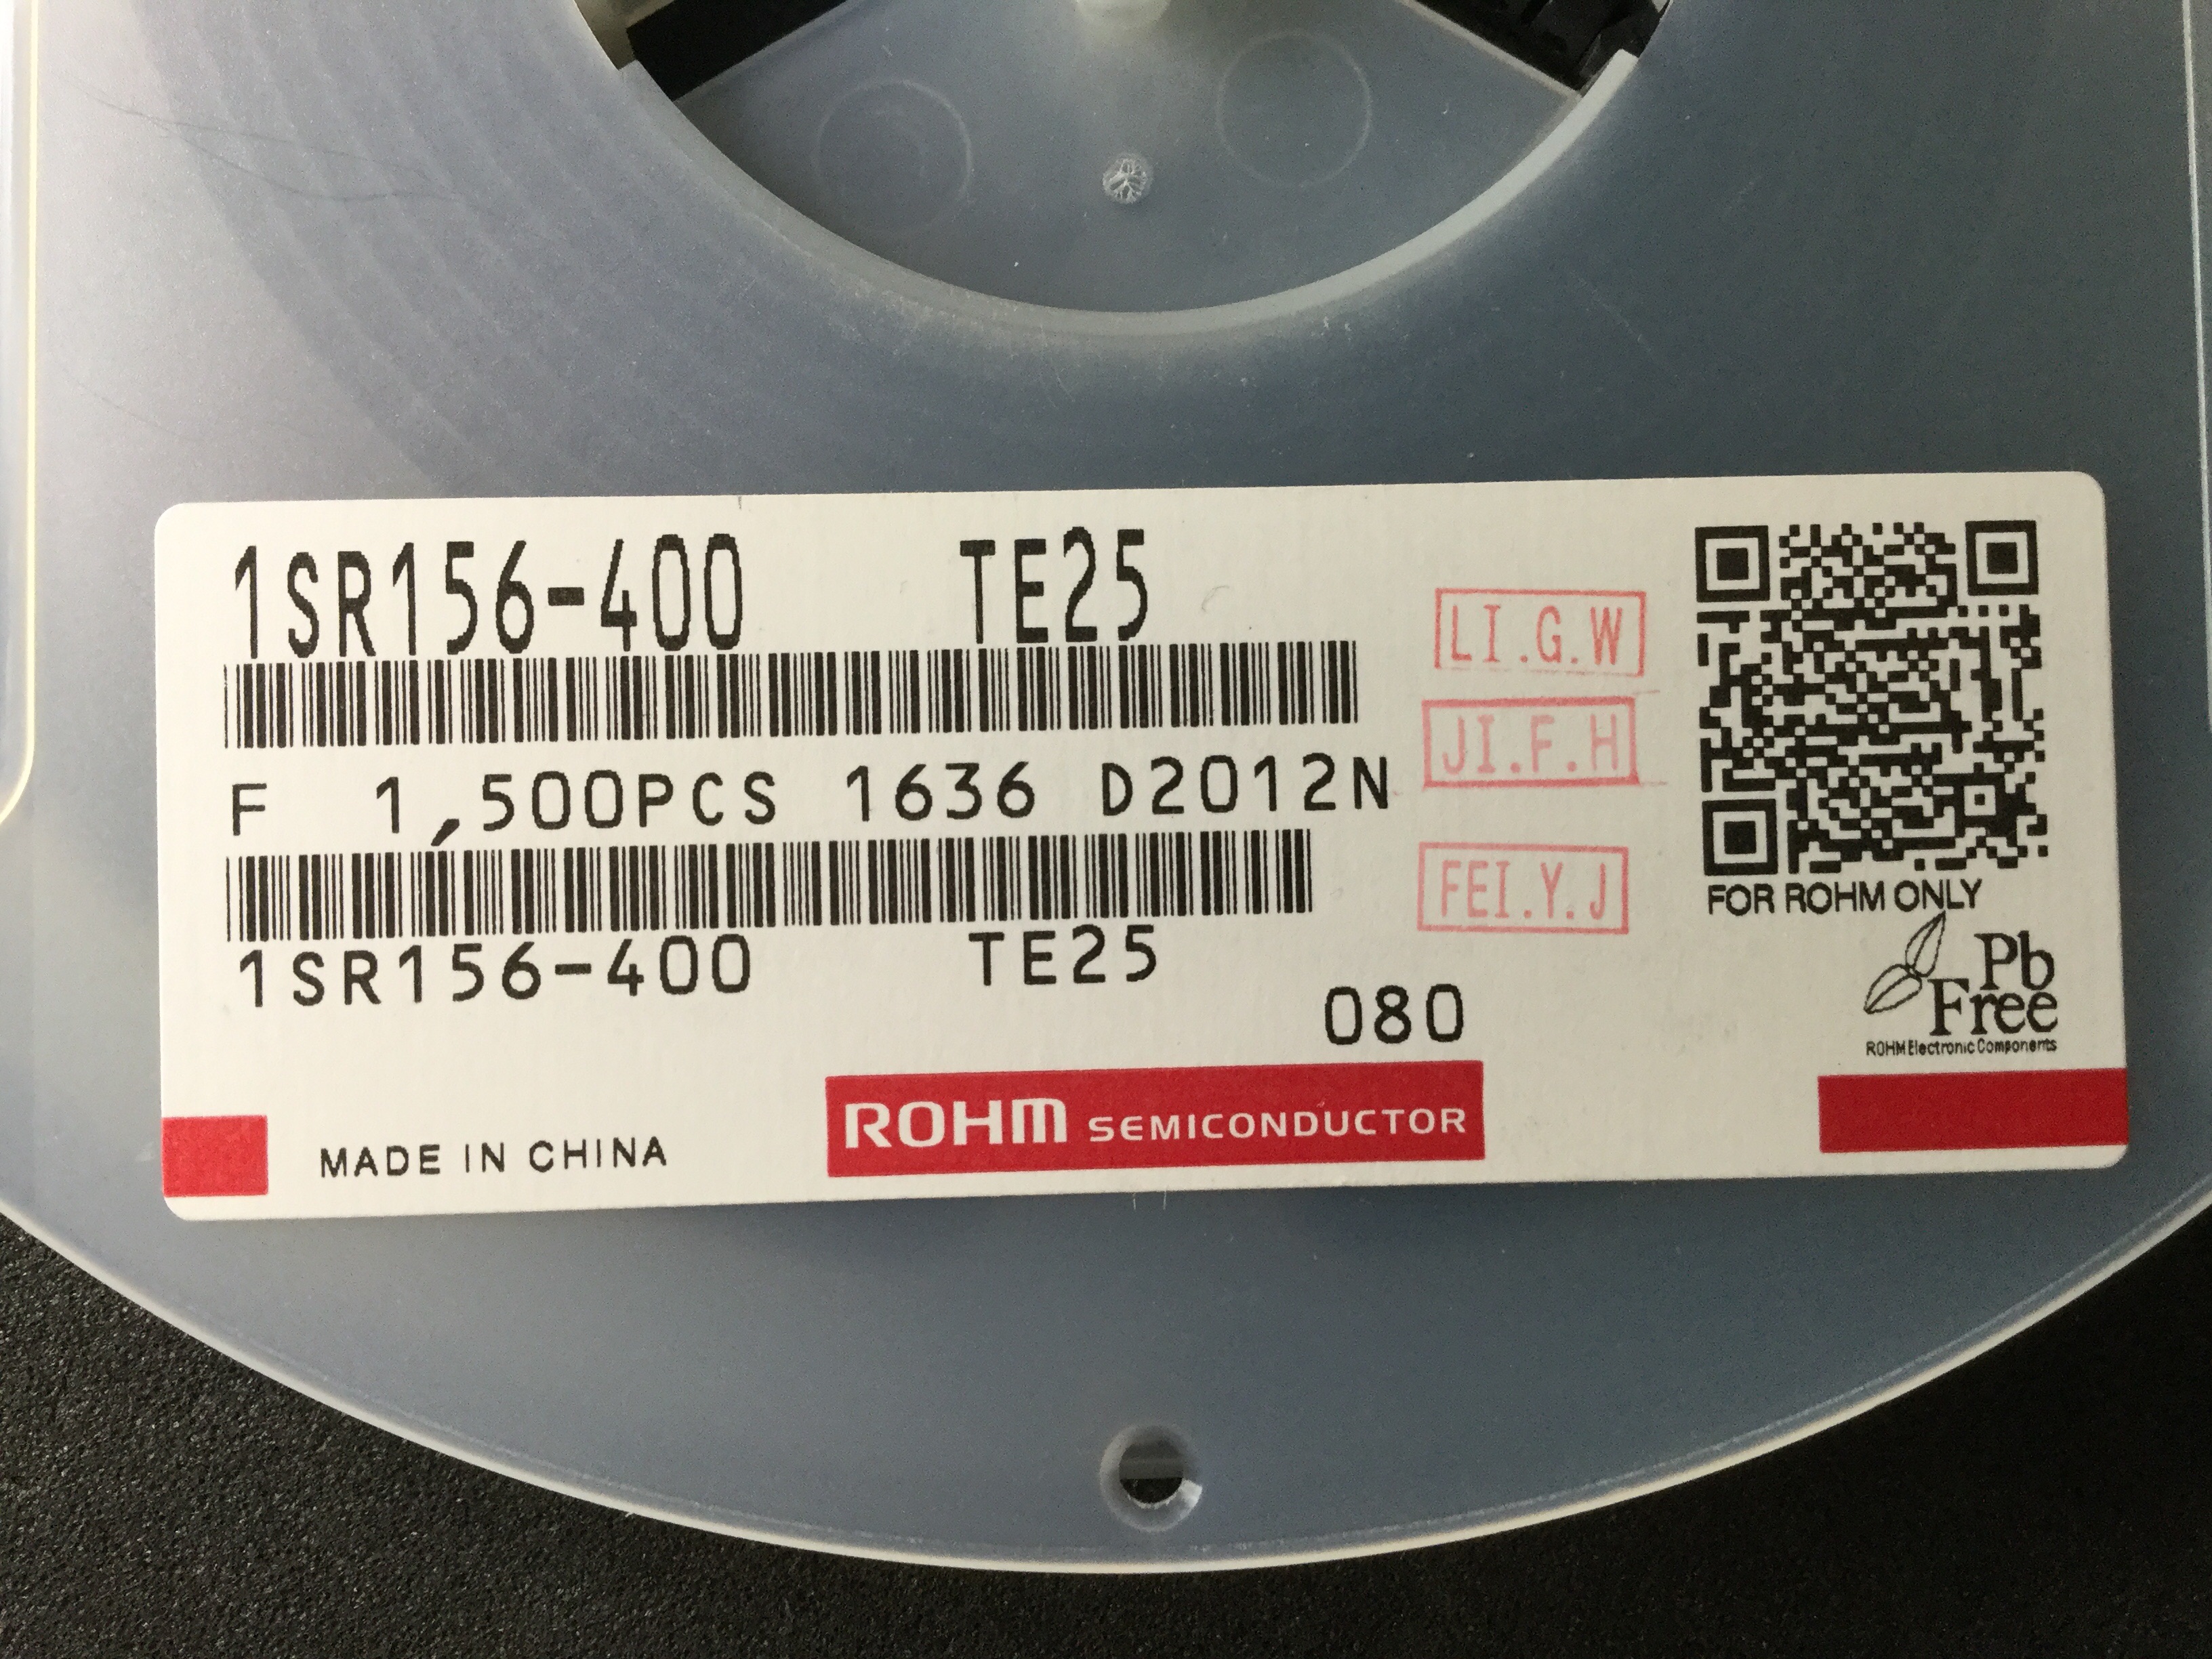 1SR156-400 TE25
F 1,500PCS 1636 D2012N
1SR156-400 TE25
080
LI.G.W
JI.F.H
FEI.Y.J
FOR ROHM ONLY
Pb
Free
ROHM Electronic Components
MADE IN CHINA
ROHM SEMICONDUCTOR